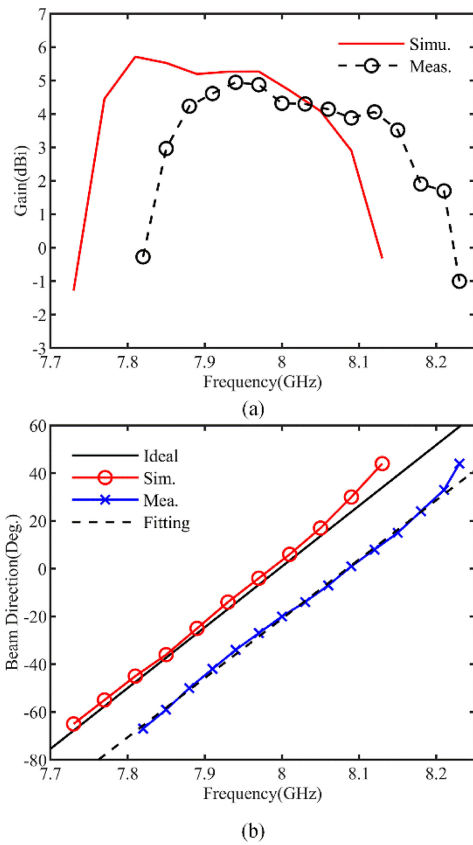 6
5
4
3
2
1
0
-1
-2
-3
Gain(dBi)
Simu.
Meas.
7.7 7.8 7.9 8 8.1 8.2
Frequency(GHz)
(a)
60
40
20
0
-20
-40
-60
-80
Beam Direction(Deg.)
Ideal
Sim.
Mea.
Fitting
7.7 7.8 7.9 8 8.1 8.2
Frequency(GHz)
(b)